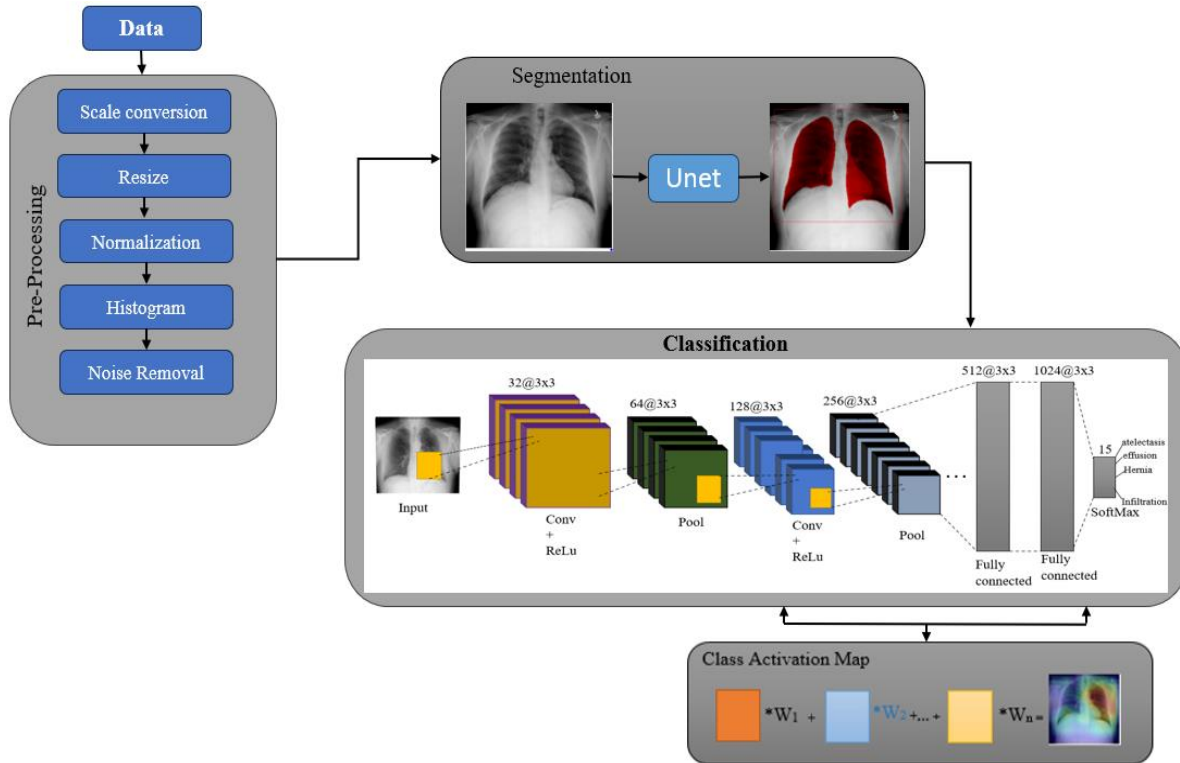 Data
Pre-Processing
Scale conversion
Resize
Normalization
Histogram
Noise Removal
Segmentation
Unet
Classification
32@3x3
64@3x3
128@3x3
256@3x3
512@3x3
1024@3x3
Input
Conv
+
ReLu
Pool
Conv
+
ReLu
Pool
...
Fully
connected
Fully
connected
15
stelectasis
effusion
Hernia
Infiltration
SoftMax
Class Activation Map
*W1 + *W2 +...+ *Wn =